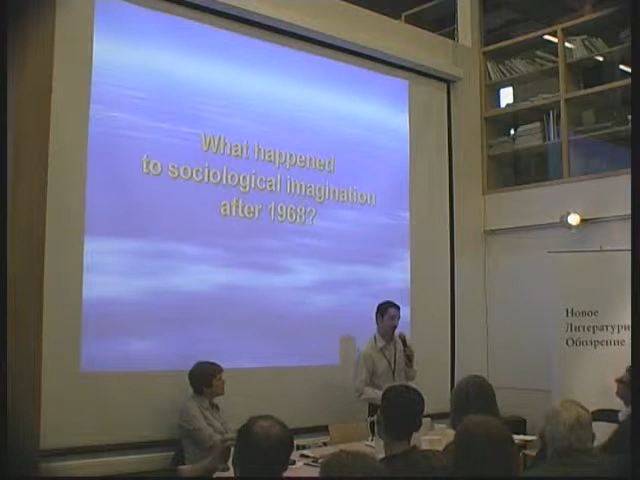 What happened
to sociological imagination
after 1968?
Новое
Литературн
Обозрение